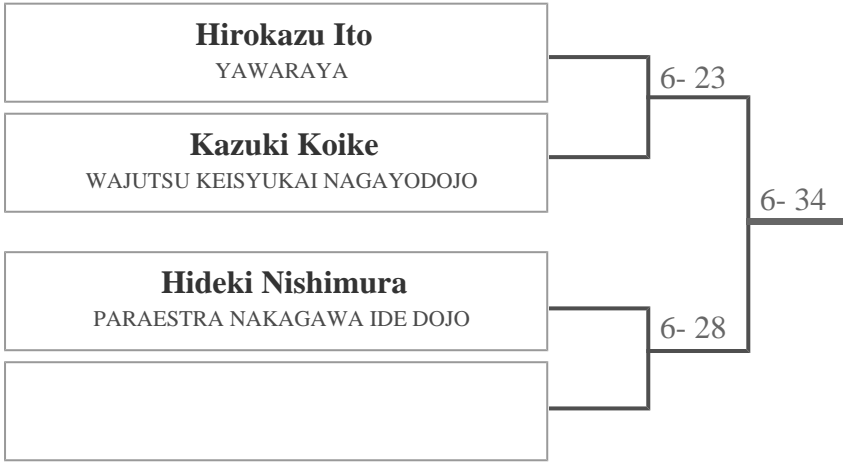 Hirokazu Ito
YAWARAYA
6- 23
Kazuki Koike
WAJUTSU KEISYUKAI NAGAYODOJO
6- 34
Hideki Nishimura
PARAESTRA NAKAGAWA IDE DOJO
6- 28